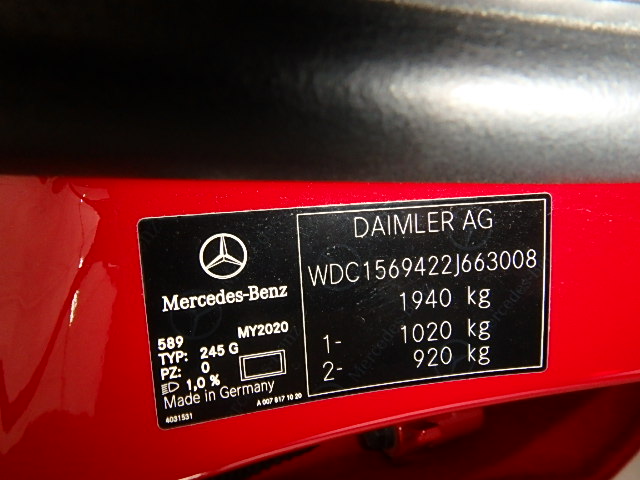 Mercedes-Benz
589 MY2020
TYP: 245 G
PZ: 0
1,0 %
Made in Germany
4031531
A 007 817 10 20
DAIMLER AG
WDC1569422J663008
1940 kg
1- 1020 kg
2- 920 kg